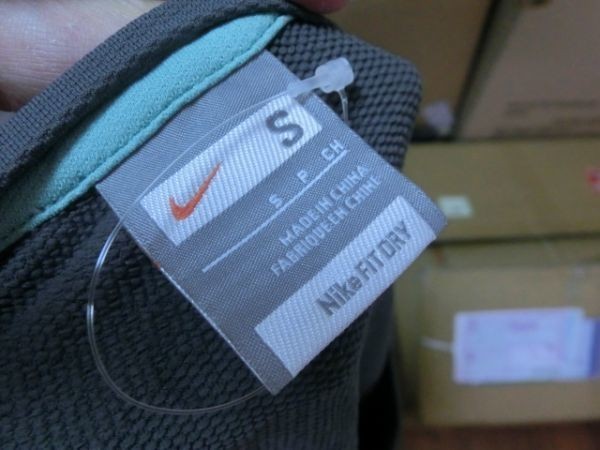 S
S P CH
MADE IN CHINA
FABRIQUE EN CHINE
Nike FIT DRY